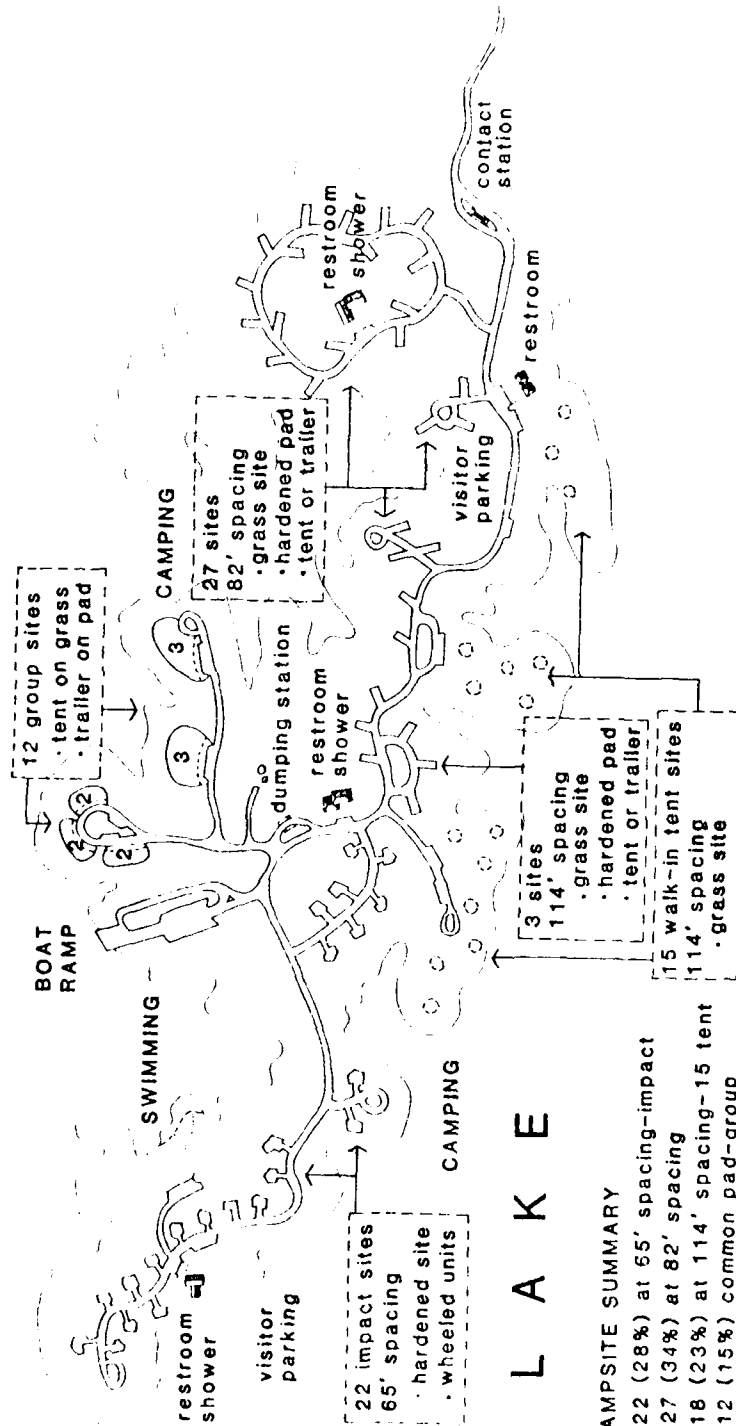 BOAT
RAMP
12 group sites
· tent on grass
· trailer on pad
2
2
2
3
3
CAMPING
SWIMMING
27 sites
82' spacing
· grass site
· hardened pad
· tent or trailer
restroom
shower
contact
station
restroom
visitor
parking
dumping station
restroom
shower
restroom
shower
visitor
parking
22 impact sites
65' spacing
· hardened site
· wheeled units
CAMPING
3 sites
114' spacing
· grass site
· hardened pad
· tent or trailer
15 walk-in tent sites
114' spacing
· grass site
LAKE
AMPSITE SUMMARY
22 (28%) at 65' spacing-impact
27 (34%) at 82' spacing
18 (23%) at 114' spacing-15 tent
12 (15%) common pad-group